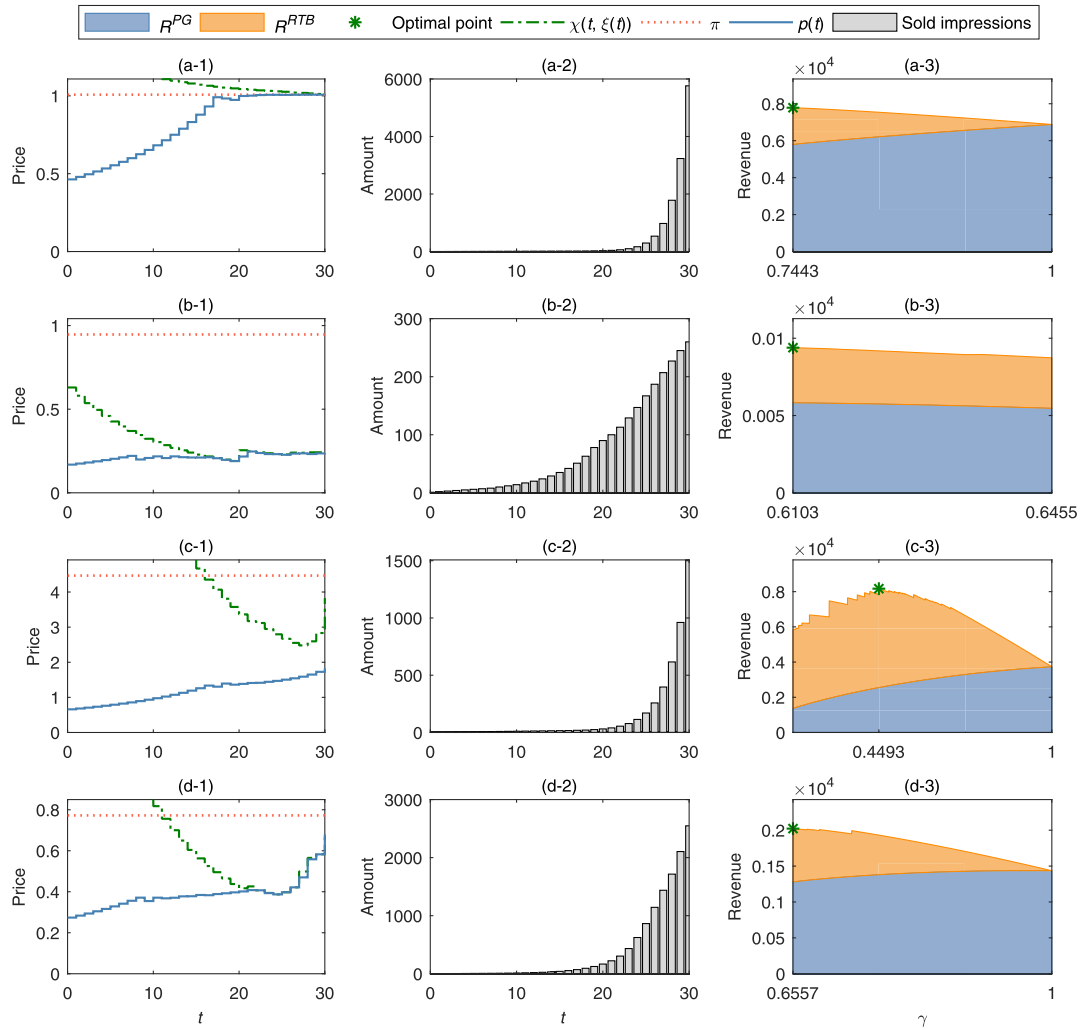 R^PG R^RTB Optimal point χ(t, ξ(t)) π p(t) Sold impressions
(a-1) (a-2) (a-3)
Price
1
0.5
0
0 10 20 30
Amount
6000
4000
2000
0
0 10 20 30
×10^4
Revenue
0.8
0.6
0.4
0.2
0
0.7443 1
(b-1) (b-2) (b-3)
Price
1
0.5
0
0 10 20 30
Amount
300
200
100
0
0 10 20 30
×10^4
Revenue
0.01
0.005
0
0.6103 0.6455
(c-1) (c-2) (c-3)
Price
4
3
2
1
0
0 10 20 30
Amount
1500
1000
500
0
0 10 20 30
×10^4
Revenue
0.8
0.6
0.4
0.2
0
0.4493 1
(d-1) (d-2) (d-3)
Price
0.8
0.6
0.4
0.2
0
0 10 20 30
t
Amount
3000
2000
1000
0
0 10 20 30
t
×10^4
Revenue
0.2
0.15
0.1
0.05
0
0.6557 1
γ